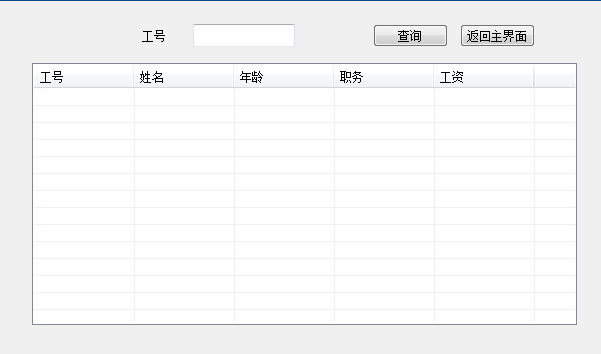 工号 查询 返回主界面
工号 姓名 年龄 职务 工资